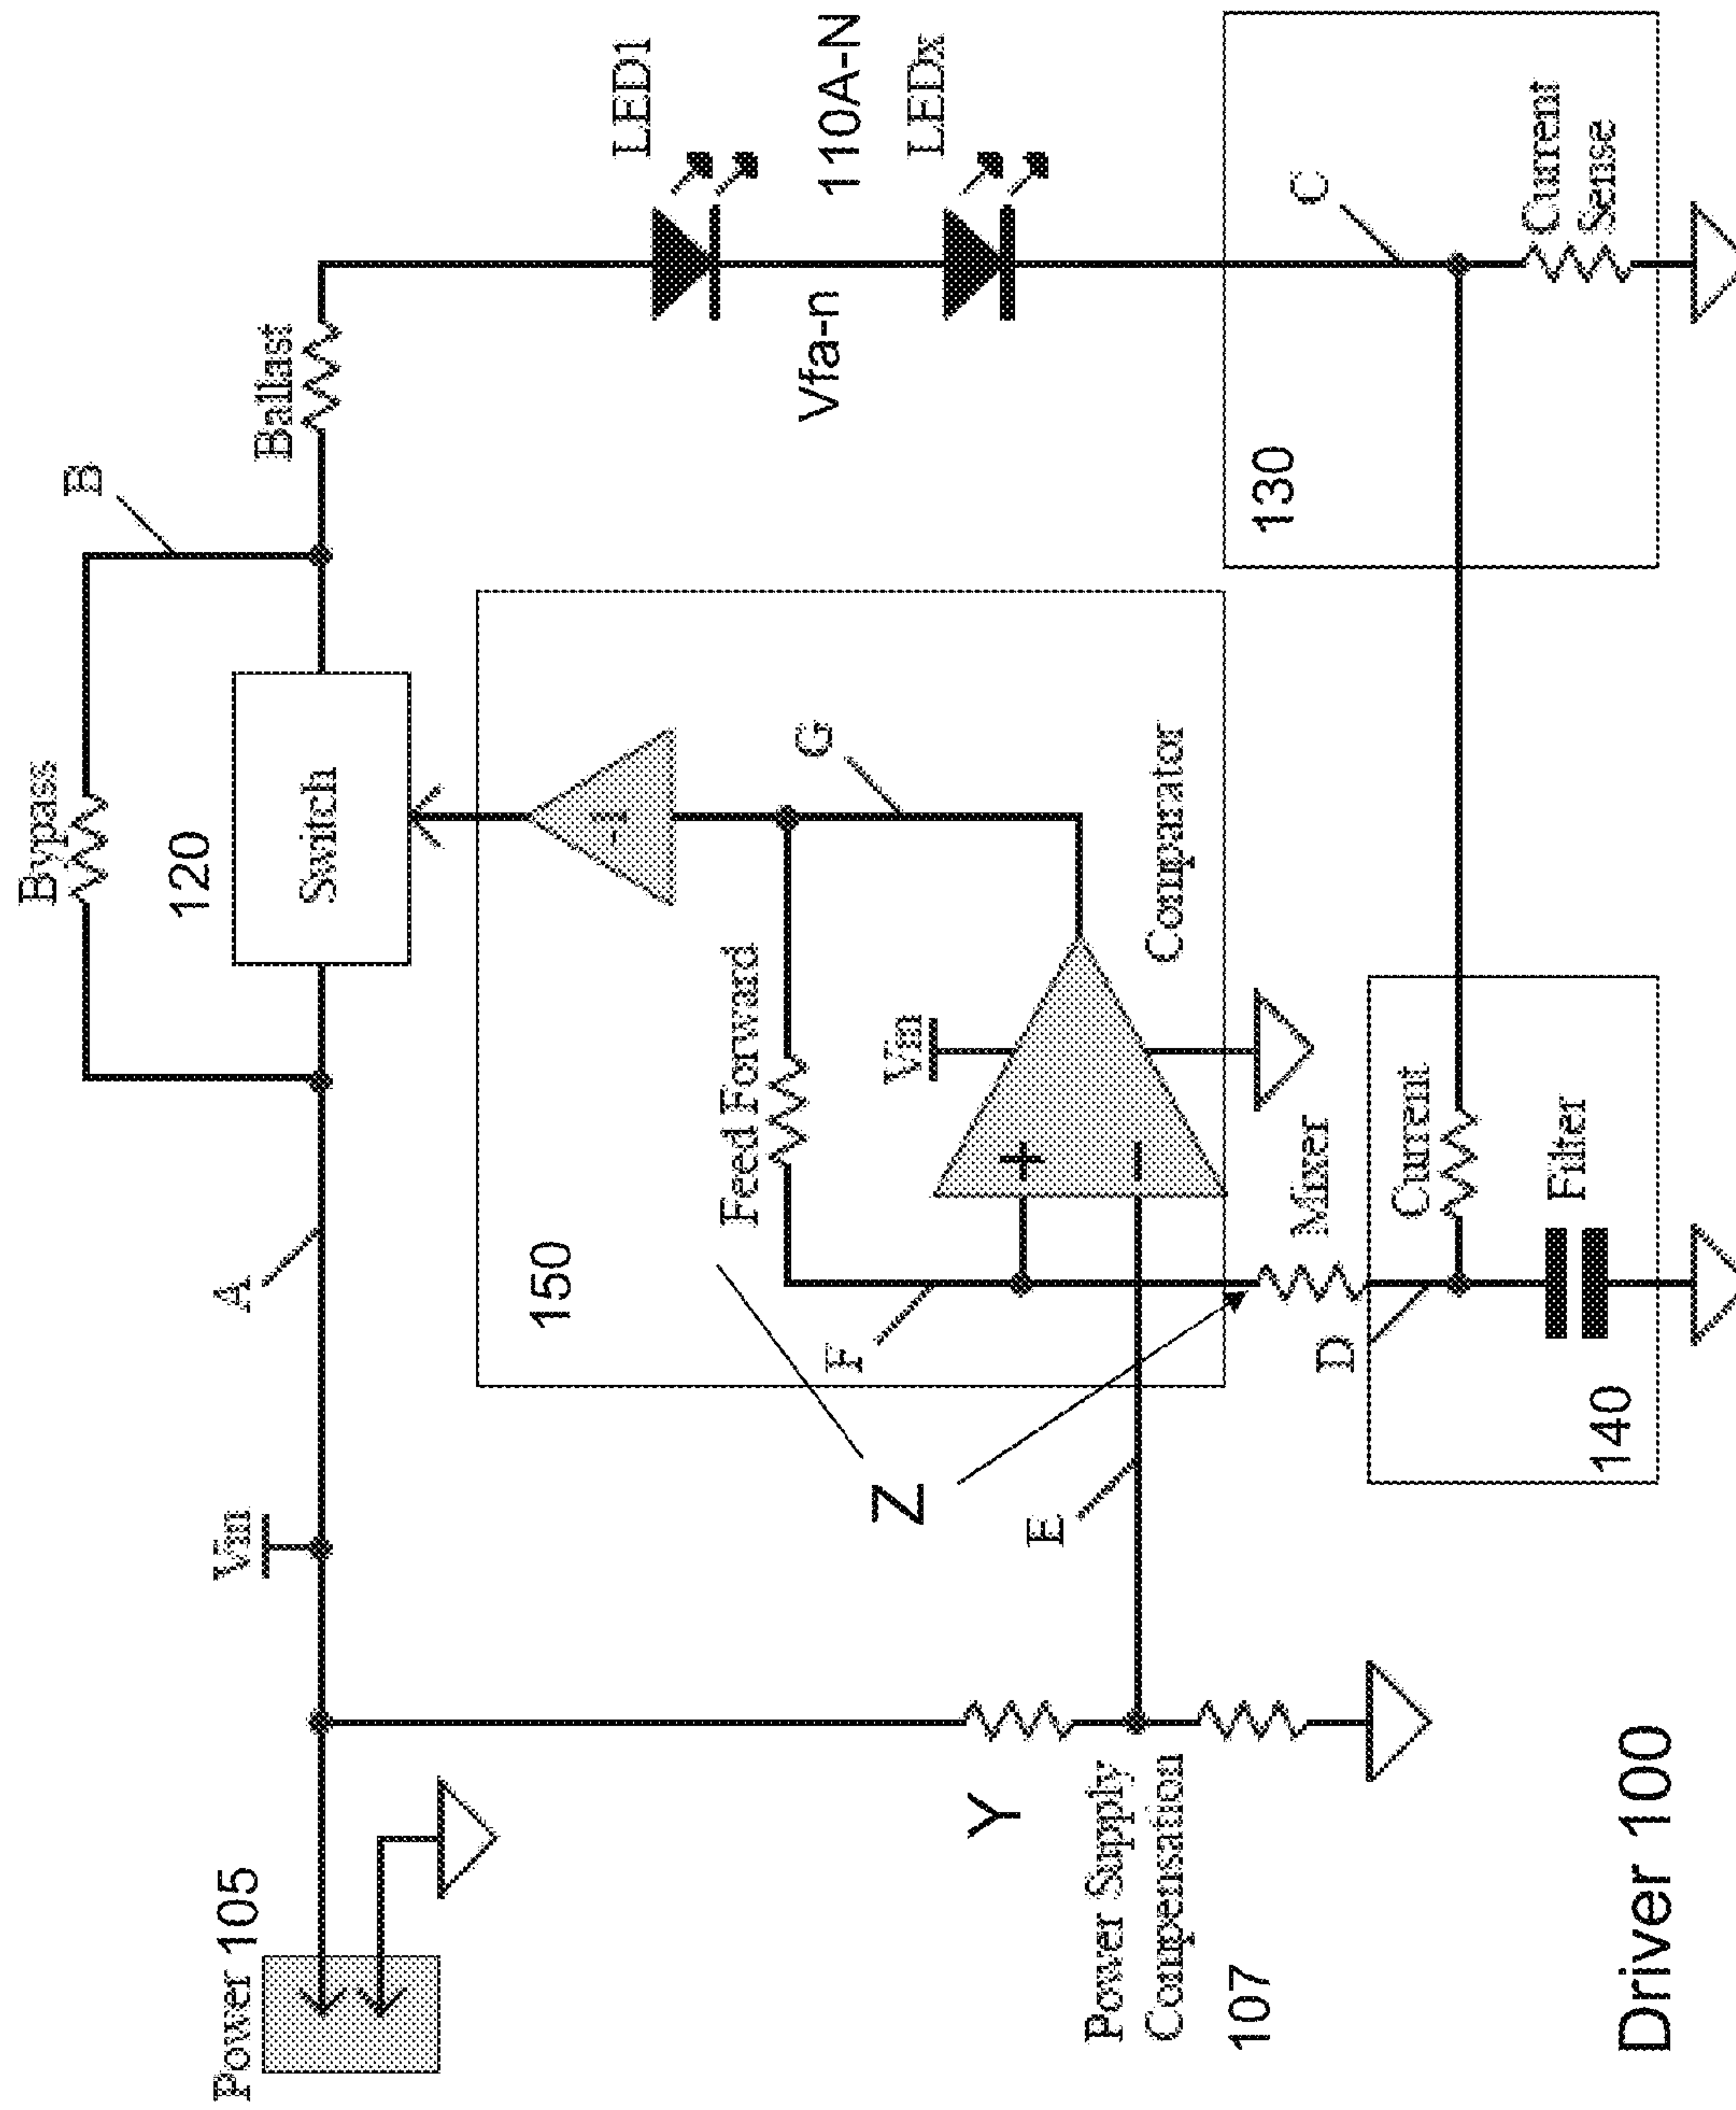 Bypass
B
120
Switch
Ballast
LED1
110A-N
LEDx
Vfa-n
Power 105
Vin
A
150
Feed Forward
-1
G
Vin
+
-
Comparator
F
Z
E
Y
Power Supply
Compensation
107
Mixer
D
Current
Filter
140
130
C
Current
Sense
Driver 100